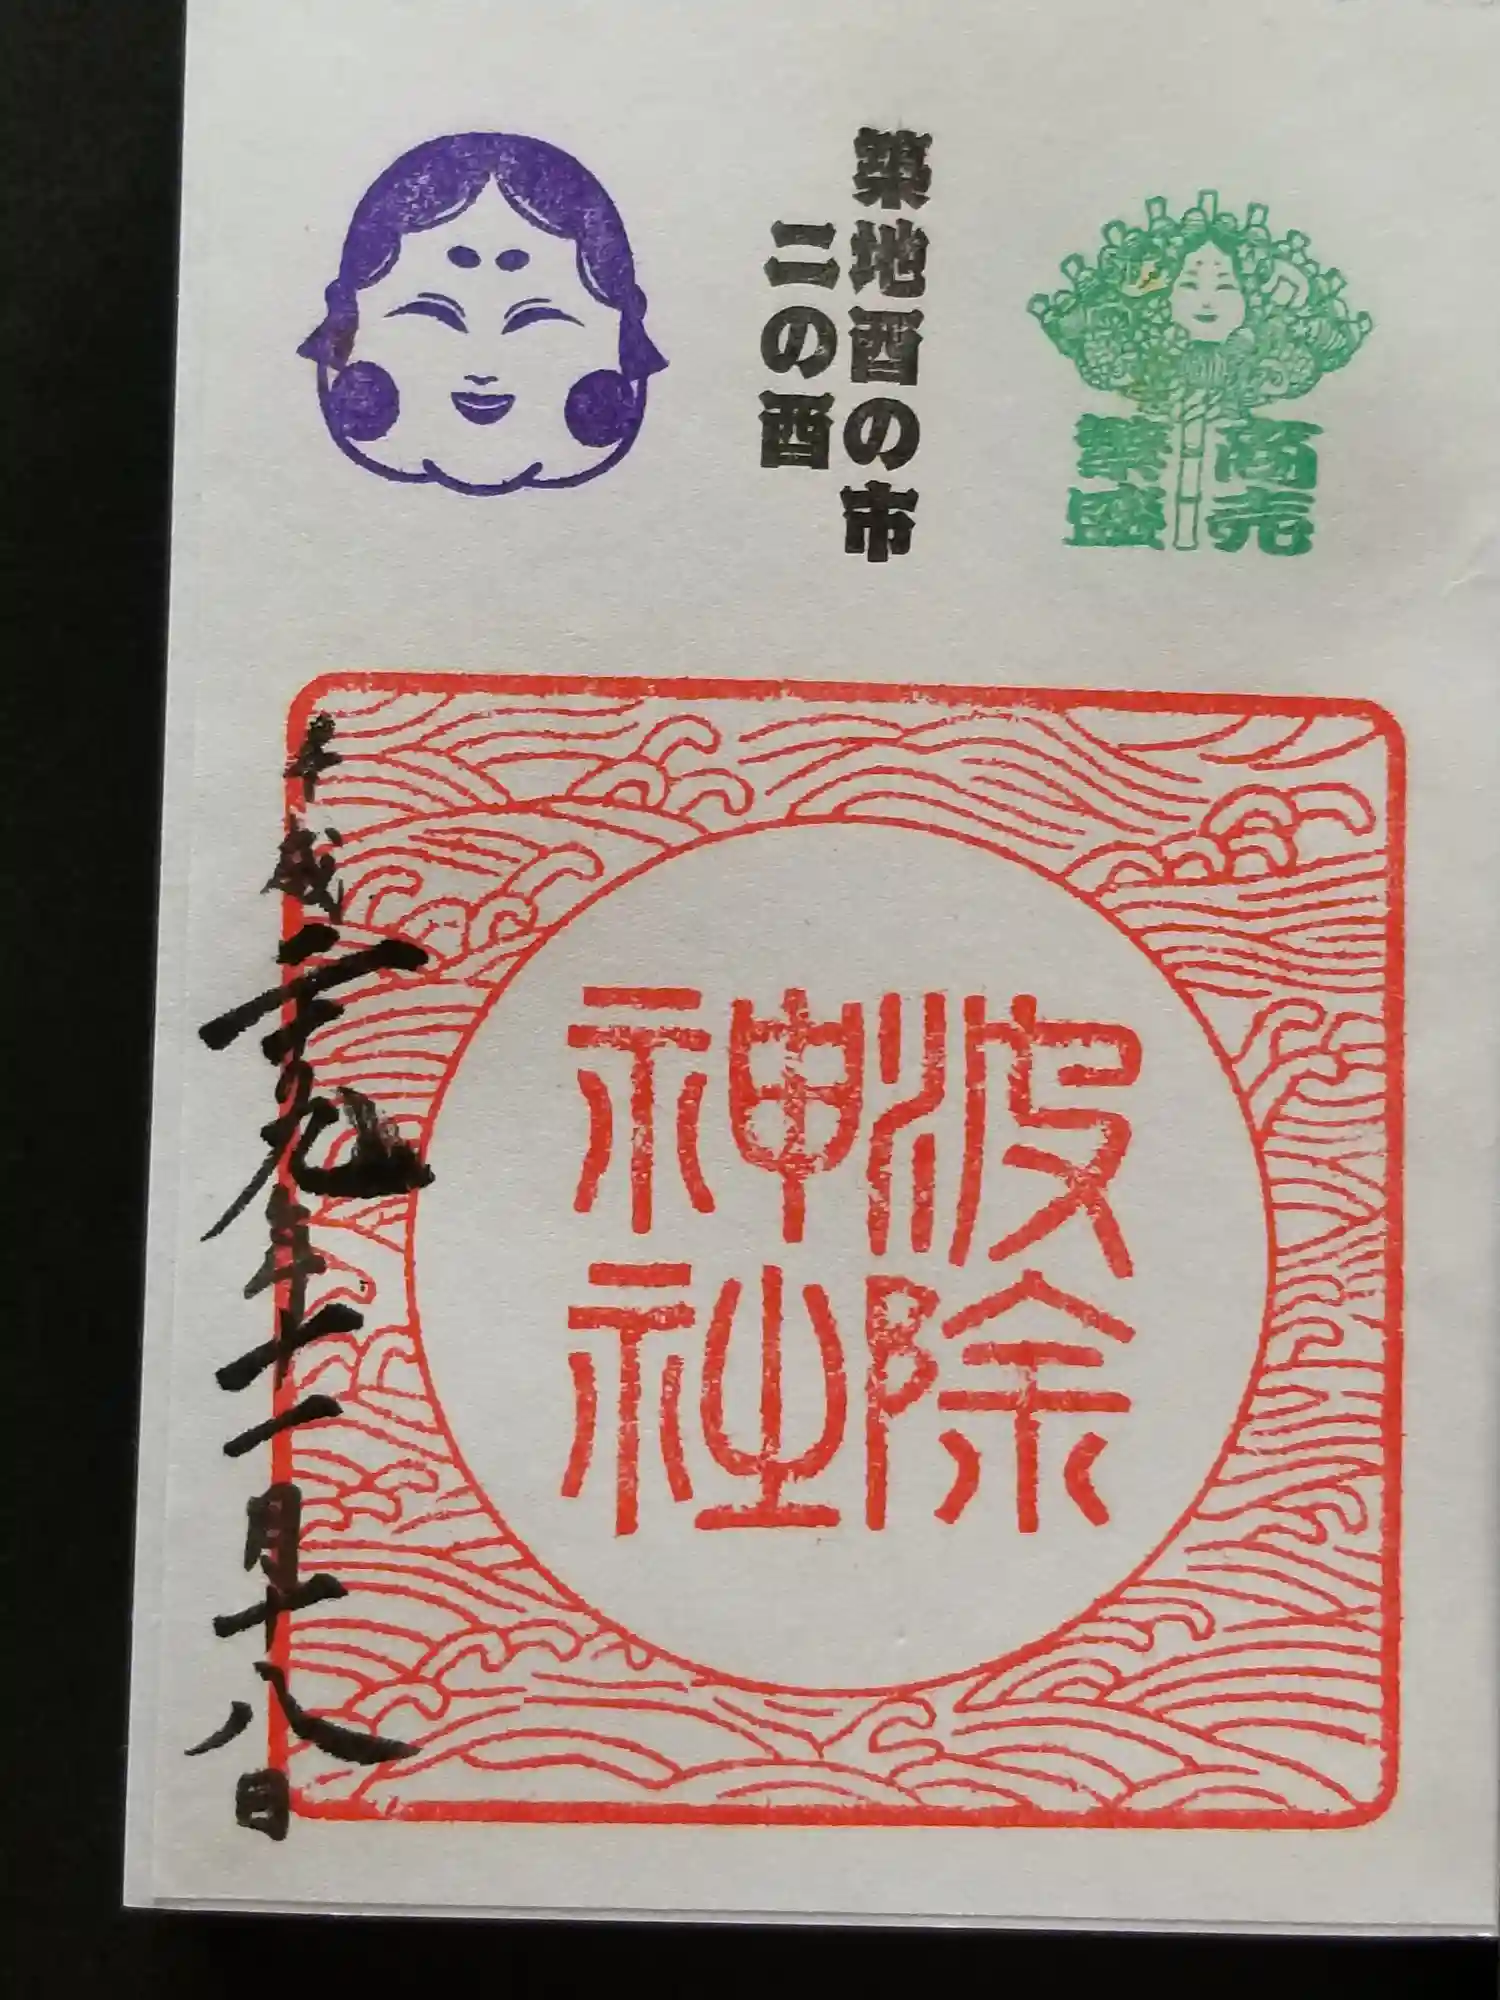 商売
繁盛
築地酉の市
二の酉
波除
神社
平成二十九年十一月十八日